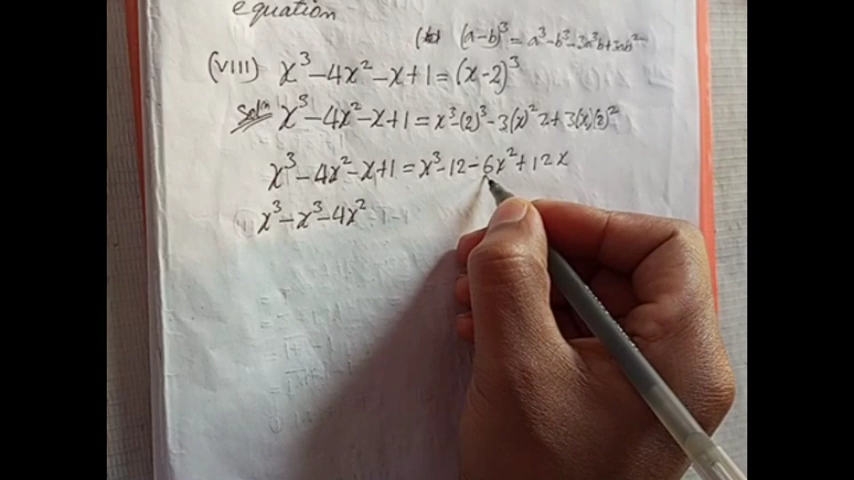 equation
(a-b)³ = a³-b³-3a²b+3ab²
(VIII) x³-4x²-x+1=(x-2)³
Solⁿ x³-4x²-x+1 = x³-(2)³-3(x)²2+3(x)(2)²
x³-4x²-x+1 = x³-12-6x²+12x
x³-x³-4x²